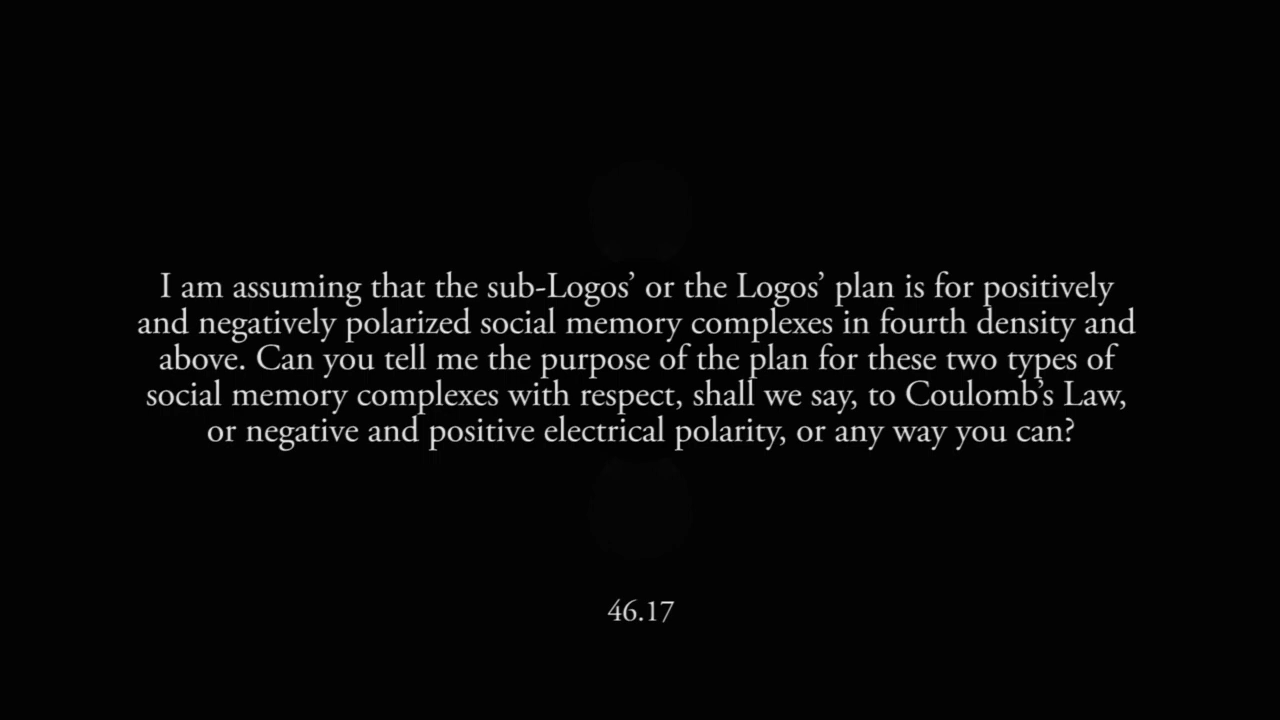 I am assuming that the sub-Logos’ or the Logos’ plan is for positively
and negatively polarized social memory complexes in fourth density and
above. Can you tell me the purpose of the plan for these two types of
social memory complexes with respect, shall we say, to Coulomb’s Law,
or negative and positive electrical polarity, or any way you can?
46.17